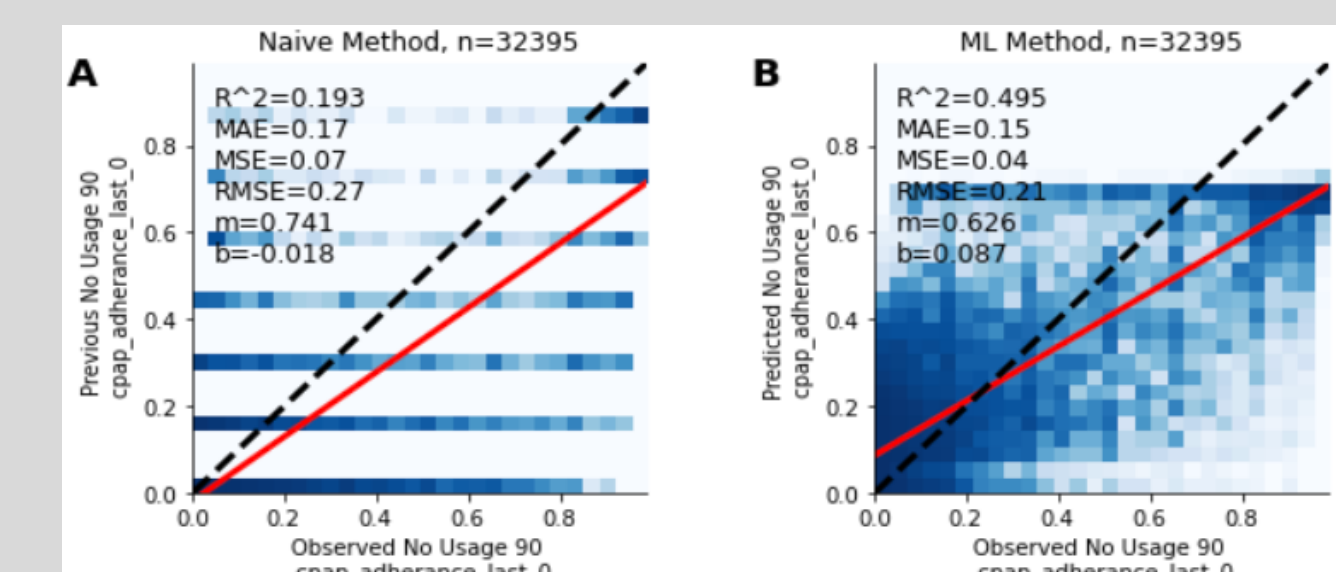 A
Naive Method, n=32395
R^2=0.193
MAE=0.17
MSE=0.07
RMSE=0.27
m=0.741
b=-0.018
0.8
0.6
0.4
0.2
0.0
Previous No Usage 90
cpap_adherance_last_0
0.0 0.2 0.4 0.6 0.8
Observed No Usage 90
cpap_adherance_last_0
B
ML Method, n=32395
R^2=0.495
MAE=0.15
MSE=0.04
RMSE=0.21
m=0.626
b=0.087
0.8
0.6
0.4
0.2
0.0
Predicted No Usage 90
cpap_adherance_last_0
0.0 0.2 0.4 0.6 0.8
Observed No Usage 90
cpap_adherance_last_0